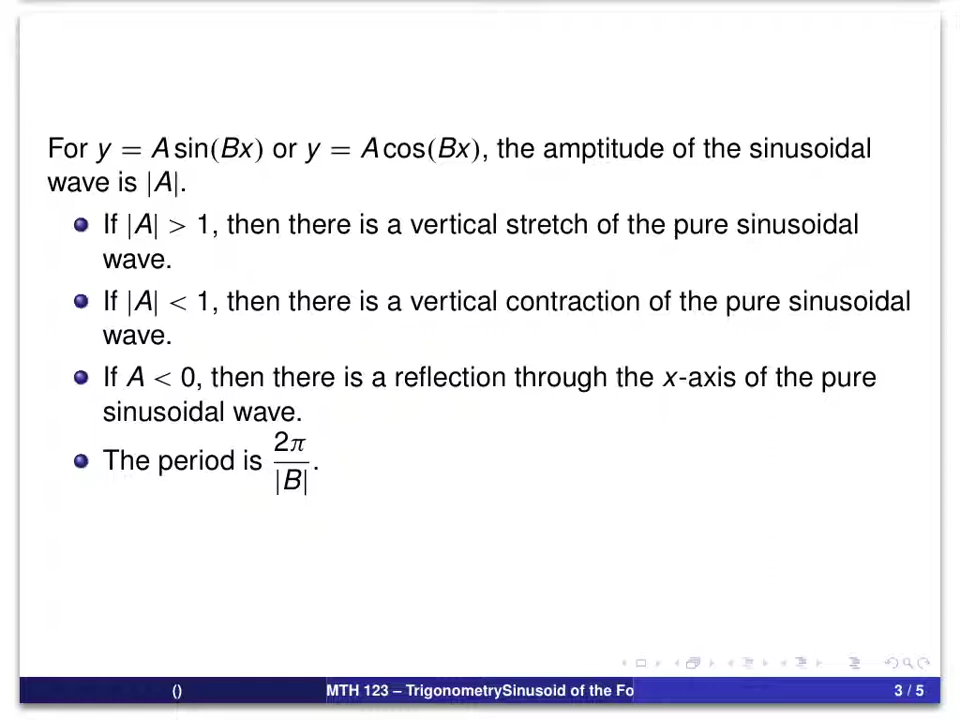 For y = A sin(Bx) or y = A cos(Bx), the amptitude of the sinusoidal
wave is |A|.
If |A| > 1, then there is a vertical stretch of the pure sinusoidal
wave.
If |A| < 1, then there is a vertical contraction of the pure sinusoidal
wave.
If A < 0, then there is a reflection through the x-axis of the pure
sinusoidal wave.
The period is 2π/|B|.
() MTH 123 – TrigonometrySinusoid of the Fo 3 / 5